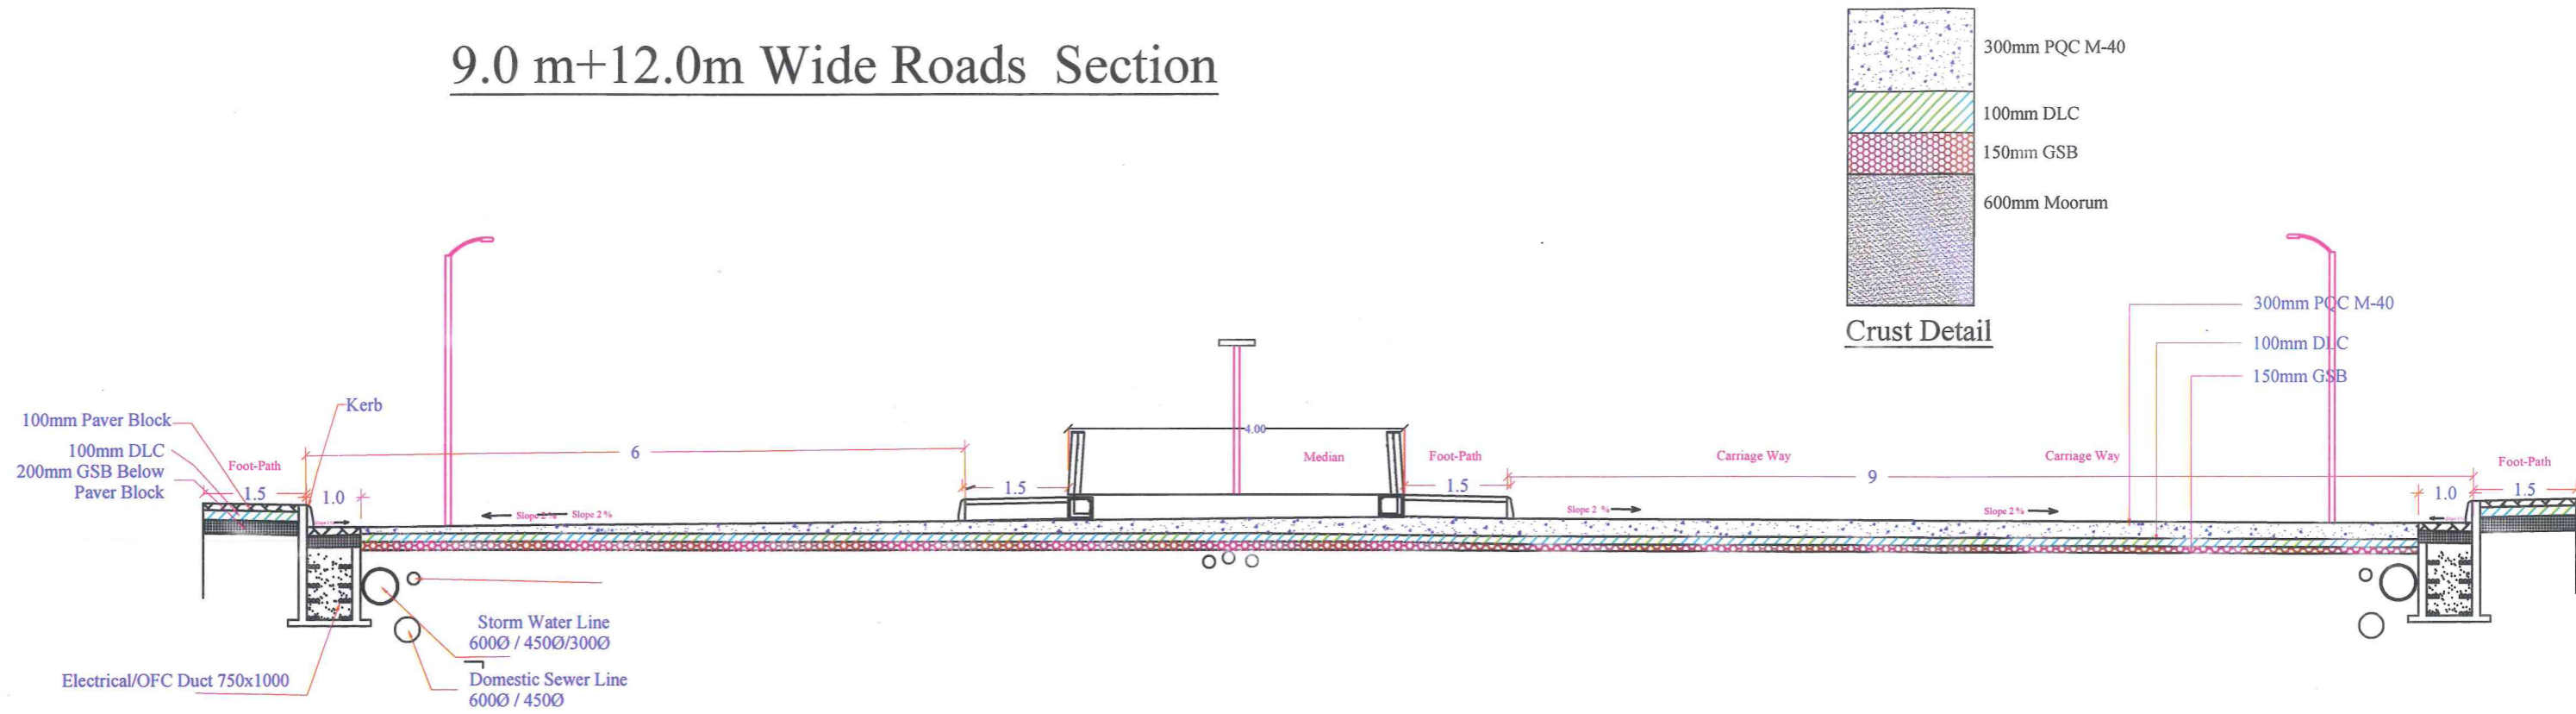 9.0 m+12.0m Wide Roads Section
300mm PQC M-40
100mm DLC
150mm GSB
600mm Moorum
Crust Detail
300mm PQC M-40
100mm DLC
150mm GSB
Kerb
100mm Paver Block
100mm DLC
200mm GSB Below
Paver Block
Foot-Path
1.5
1.0
6
1.5
4.00
Median
Foot-Path
1.5
Carriage Way
9
Carriage Way
1.0
Foot-Path
1.5
Slope 2 %
Slope 2 %
Slope 2 %
Slope 2 %
Storm Water Line
600Ø / 450Ø/300Ø
Domestic Sewer Line
600Ø / 450Ø
Electrical/OFC Duct 750x1000